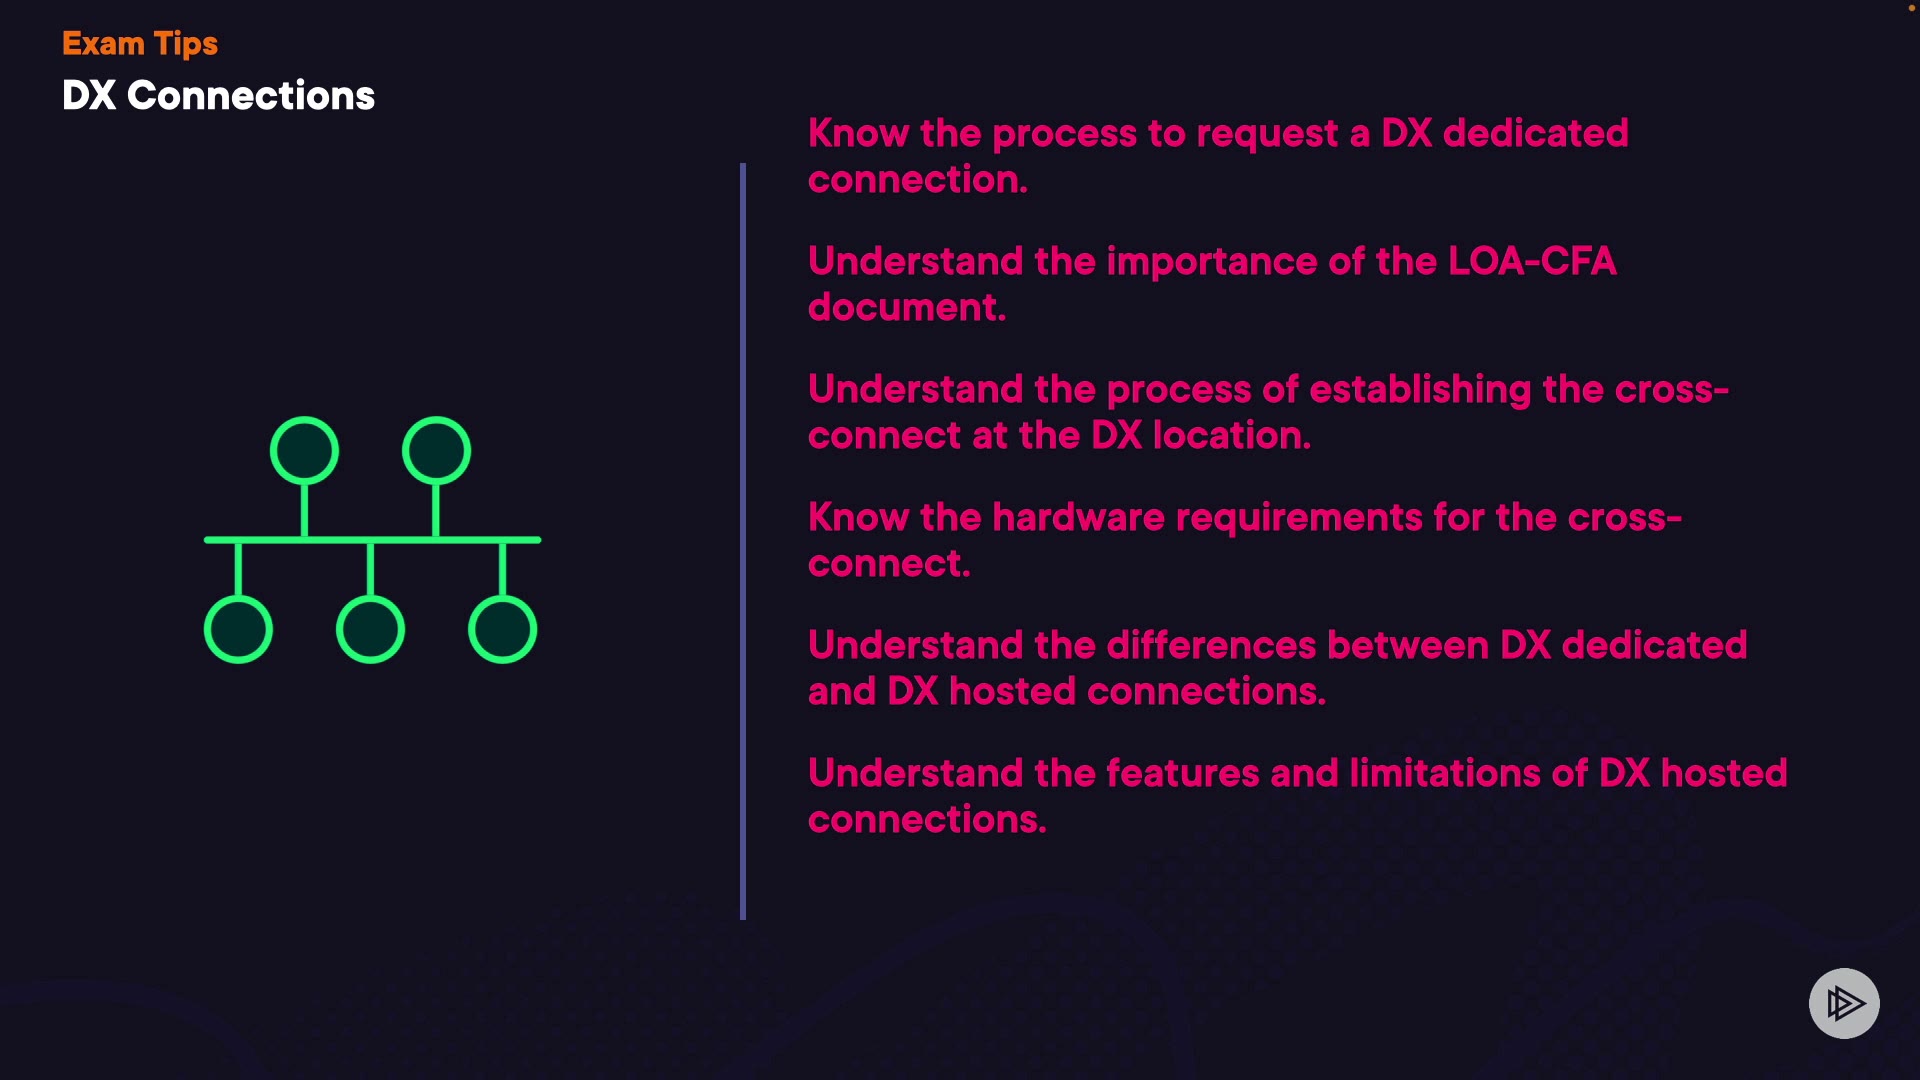 Exam Tips
DX Connections
Know the process to request a DX dedicated
connection.
Understand the importance of the LOA-CFA
document.
Understand the process of establishing the cross-
connect at the DX location.
Know the hardware requirements for the cross-
connect.
Understand the differences between DX dedicated
and DX hosted connections.
Understand the features and limitations of DX hosted
connections.